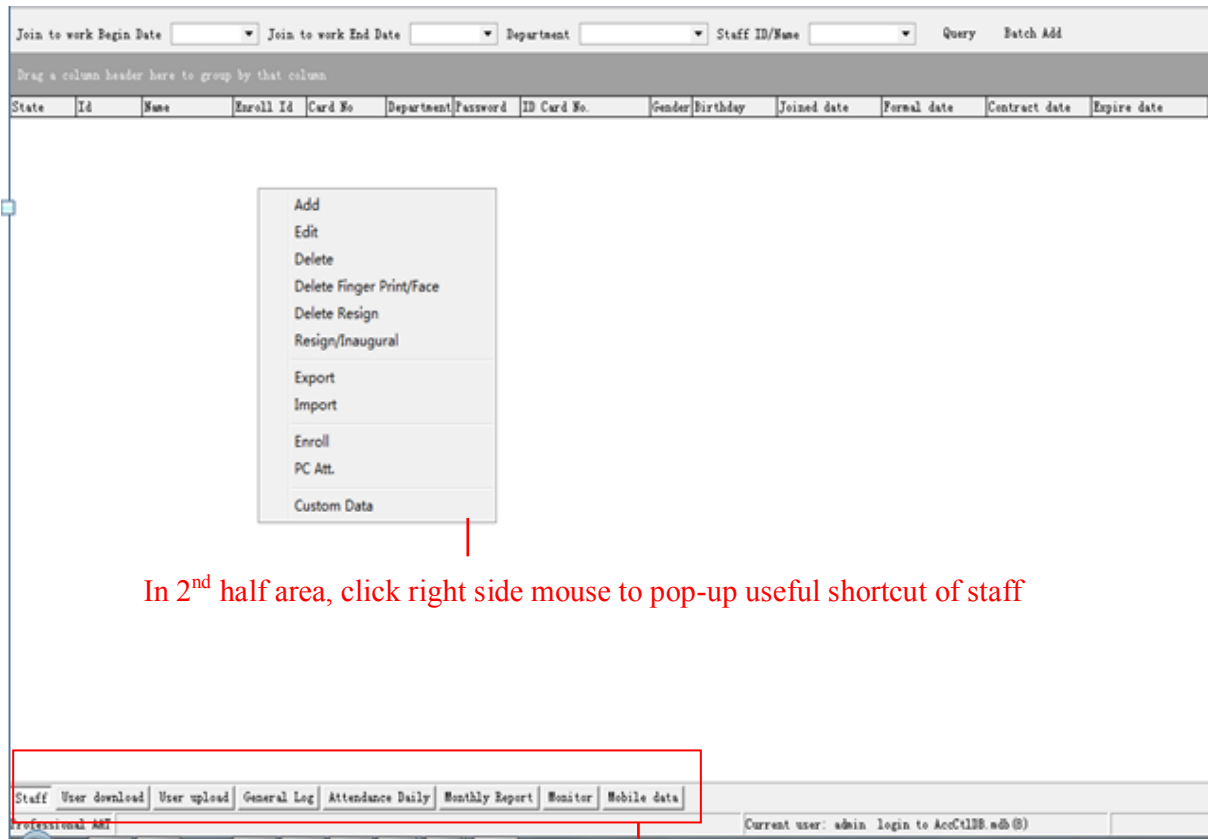 Join to work Begin Date Join to work End Date Department Staff ID/Name Query Batch Add
Drag a column header here to group by that column
State Id Name Enroll Id Card No Department Password ID Card No. Gender Birthday Joined date Formal date Contract date Expire date
Add
Edit
Delete
Delete Finger Print/Face
Delete Resign
Resign/Inaugural
Export
Import
Enroll
PC Att.
Custom Data
In 2nd half area, click right side mouse to pop-up useful shortcut of staff
Staff User download User upload General Log Attendance Daily Monthly Report Monitor Mobile data
Professional Current user: admin login to AccCtlDB.mdb(B)